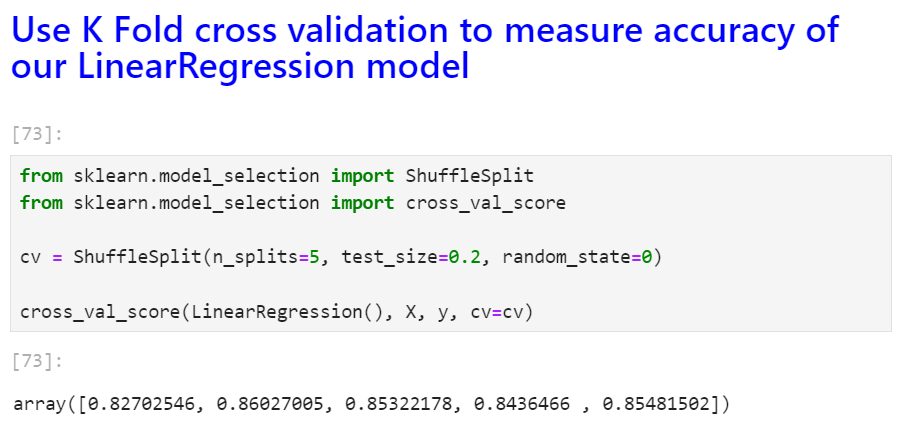 Use K Fold cross validation to measure accuracy of
our LinearRegression model
[73]:
from sklearn.model_selection import ShuffleSplit
from sklearn.model_selection import cross_val_score
cv = ShuffleSplit(n_splits=5, test_size=0.2, random_state=0)
cross_val_score(LinearRegression(), X, y, cv=cv)
[73]:
array([0.82702546, 0.86027005, 0.85322178, 0.8436466 , 0.85481502])